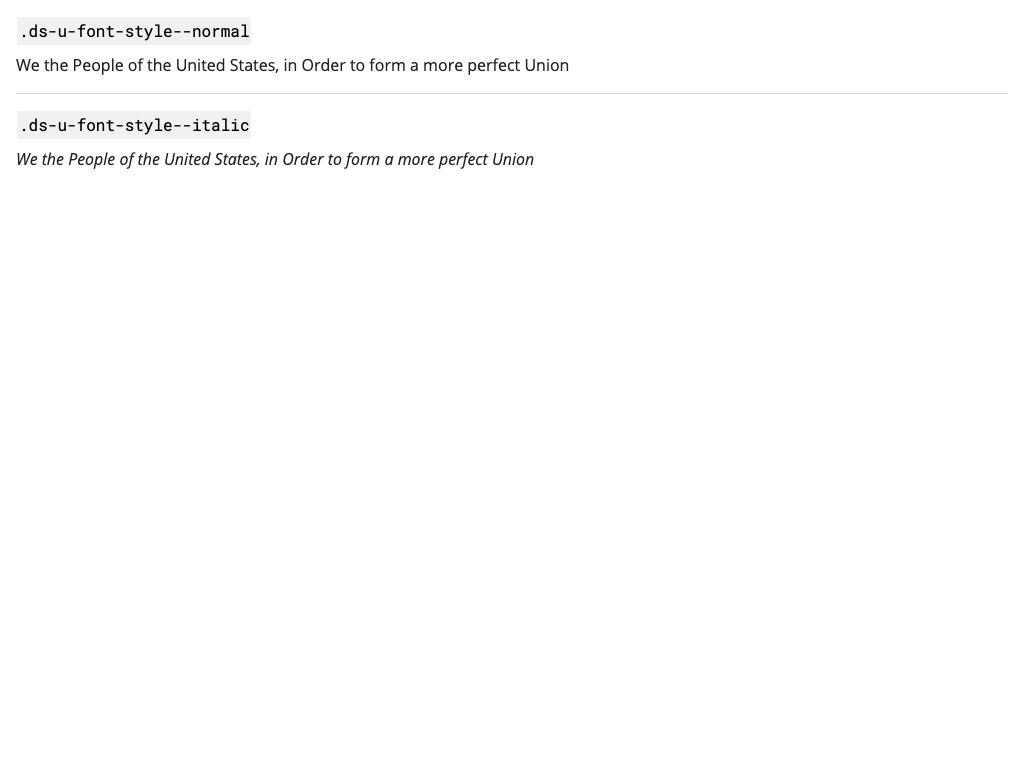 .ds-u-font-style--normal
We the People of the United States, in Order to form a more perfect Union
.ds-u-font-style--italic
We the People of the United States, in Order to form a more perfect Union